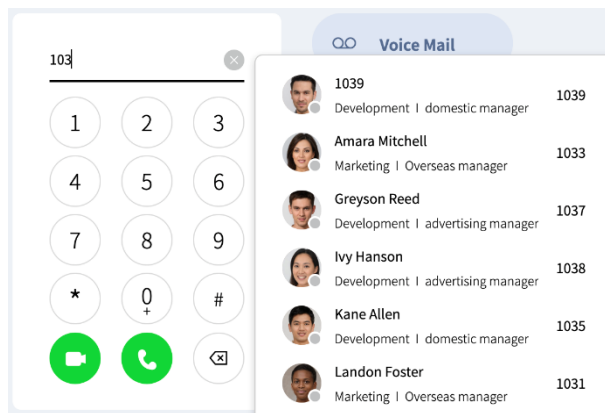 Voice Mail
103
1 2 3
4 5 6
7 8 9
* 0 #
+
1039
Development | domestic manager
1039
Amara Mitchell
Marketing | Overseas manager
1033
Greyson Reed
Development | advertising manager
1037
Ivy Hanson
Development | advertising manager
1038
Kane Allen
Development | domestic manager
1035
Landon Foster
Marketing | Overseas manager
1031